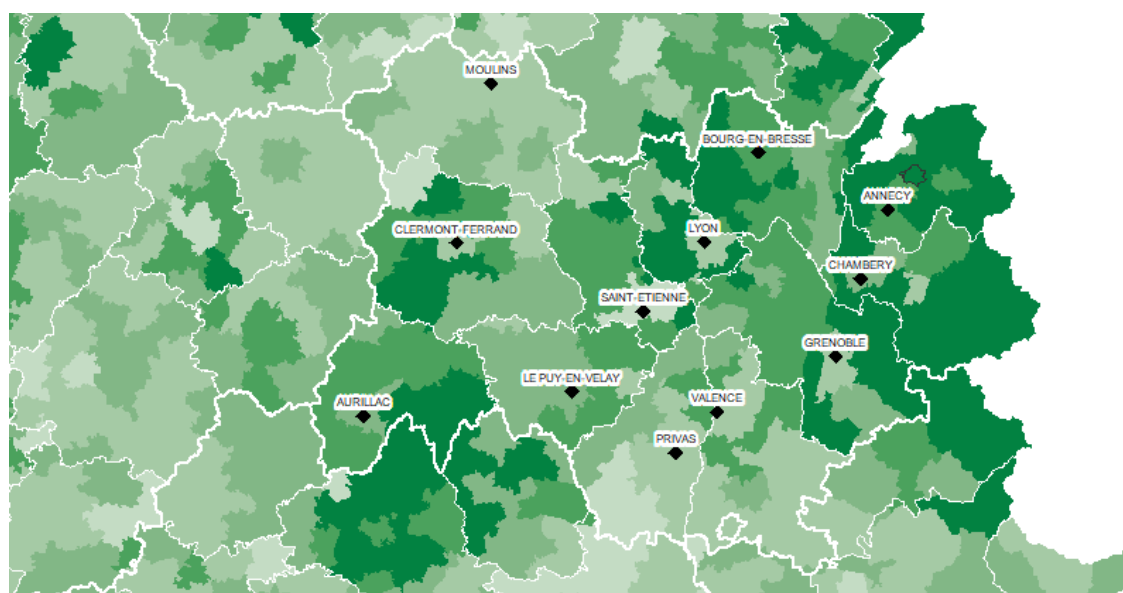 MOULINS
BOURG-EN-BRESSE
ANNECY
CLERMONT-FERRAND
LYON
CHAMBERY
SAINT-ETIENNE
GRENOBLE
LE PUY-EN-VELAY
AURILLAC
VALENCE
PRIVAS